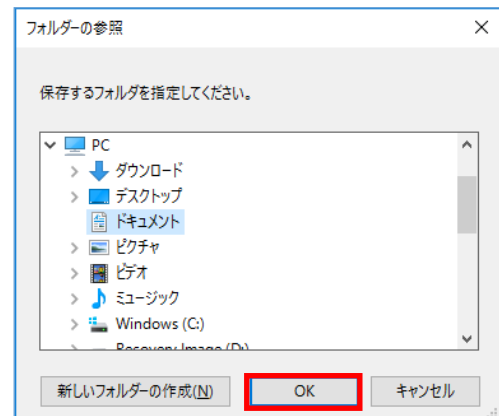 フォルダーの参照
保存するフォルダを指定してください。
PC
ダウンロード
デスクトップ
ドキュメント
ピクチャ
ビデオ
ミュージック
Windows (C:)
Recovery Image (D:)
新しいフォルダーの作成(N) OK キャンセル